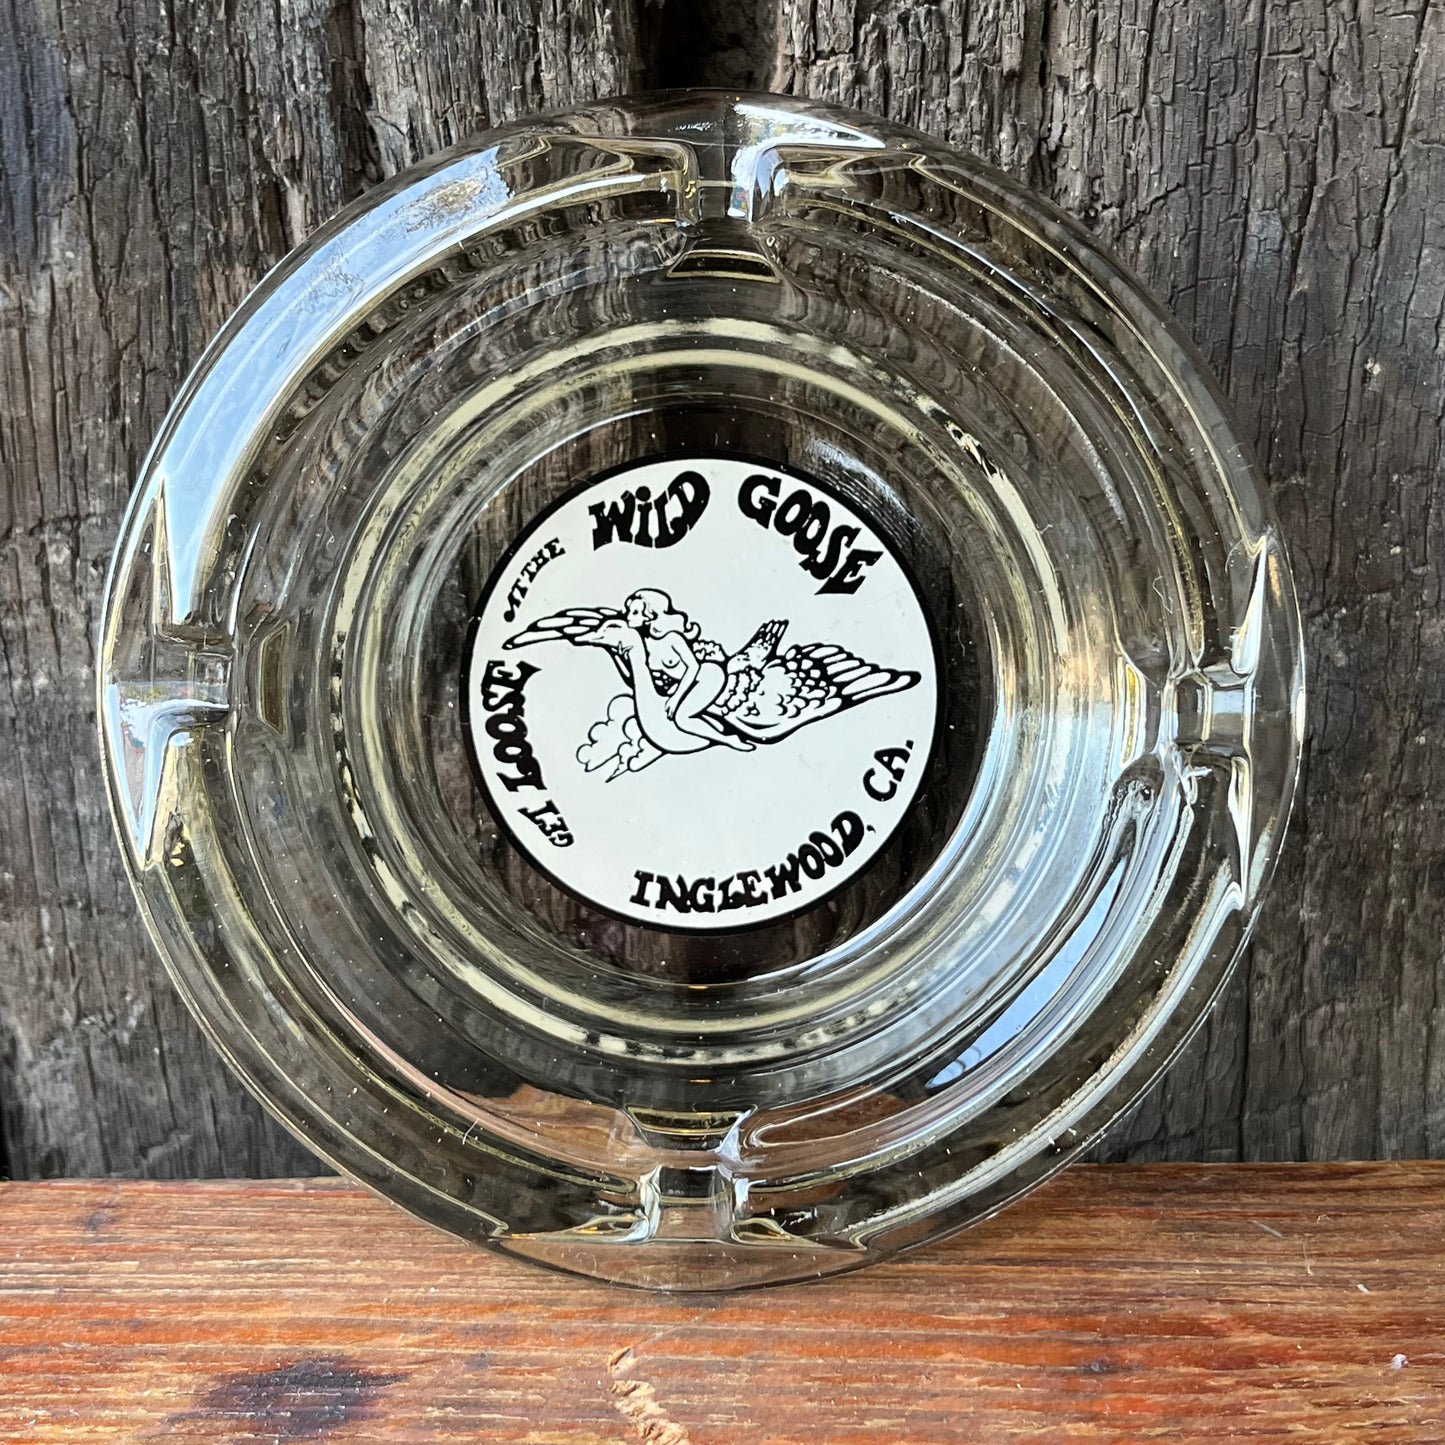 GET LOOSE AT THE WiLD GOOSE
INGLEWOOD, CA.